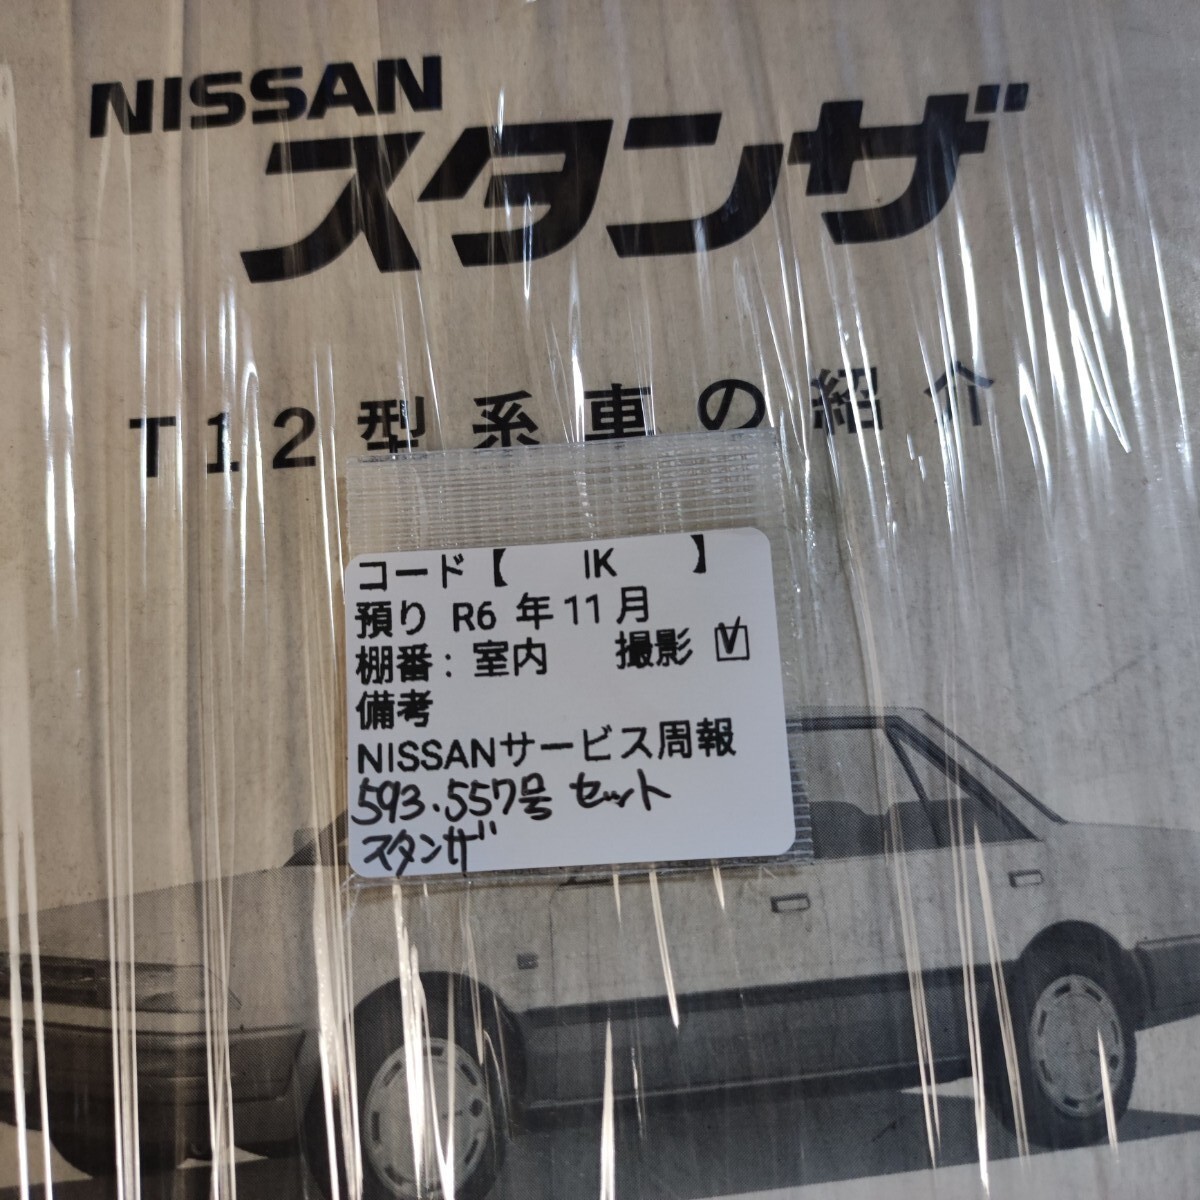 NISSAN
スタンザ
T12型系車の紹介
コード【 IK 】
預り R6 年 11 月
棚番: 室内 撮影 ☑
備考
NISSANサービス周報
593.557号 セット
スタンザ